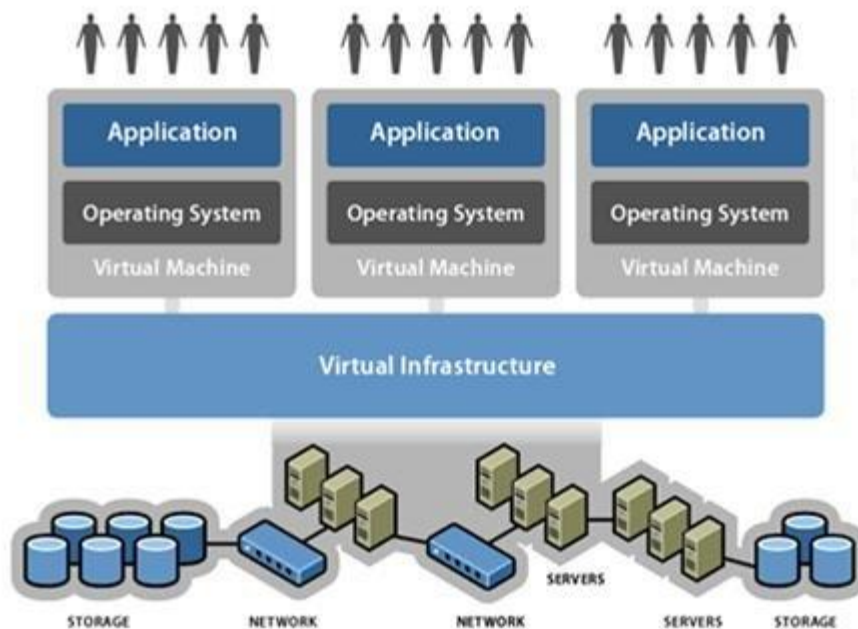 Application
Application
Application
Operating System
Operating System
Operating System
Virtual Machine
Virtual Machine
Virtual Machine
Virtual Infrastructure
SERVERS
STORAGE
NETWORK
NETWORK
SERVERS
STORAGE